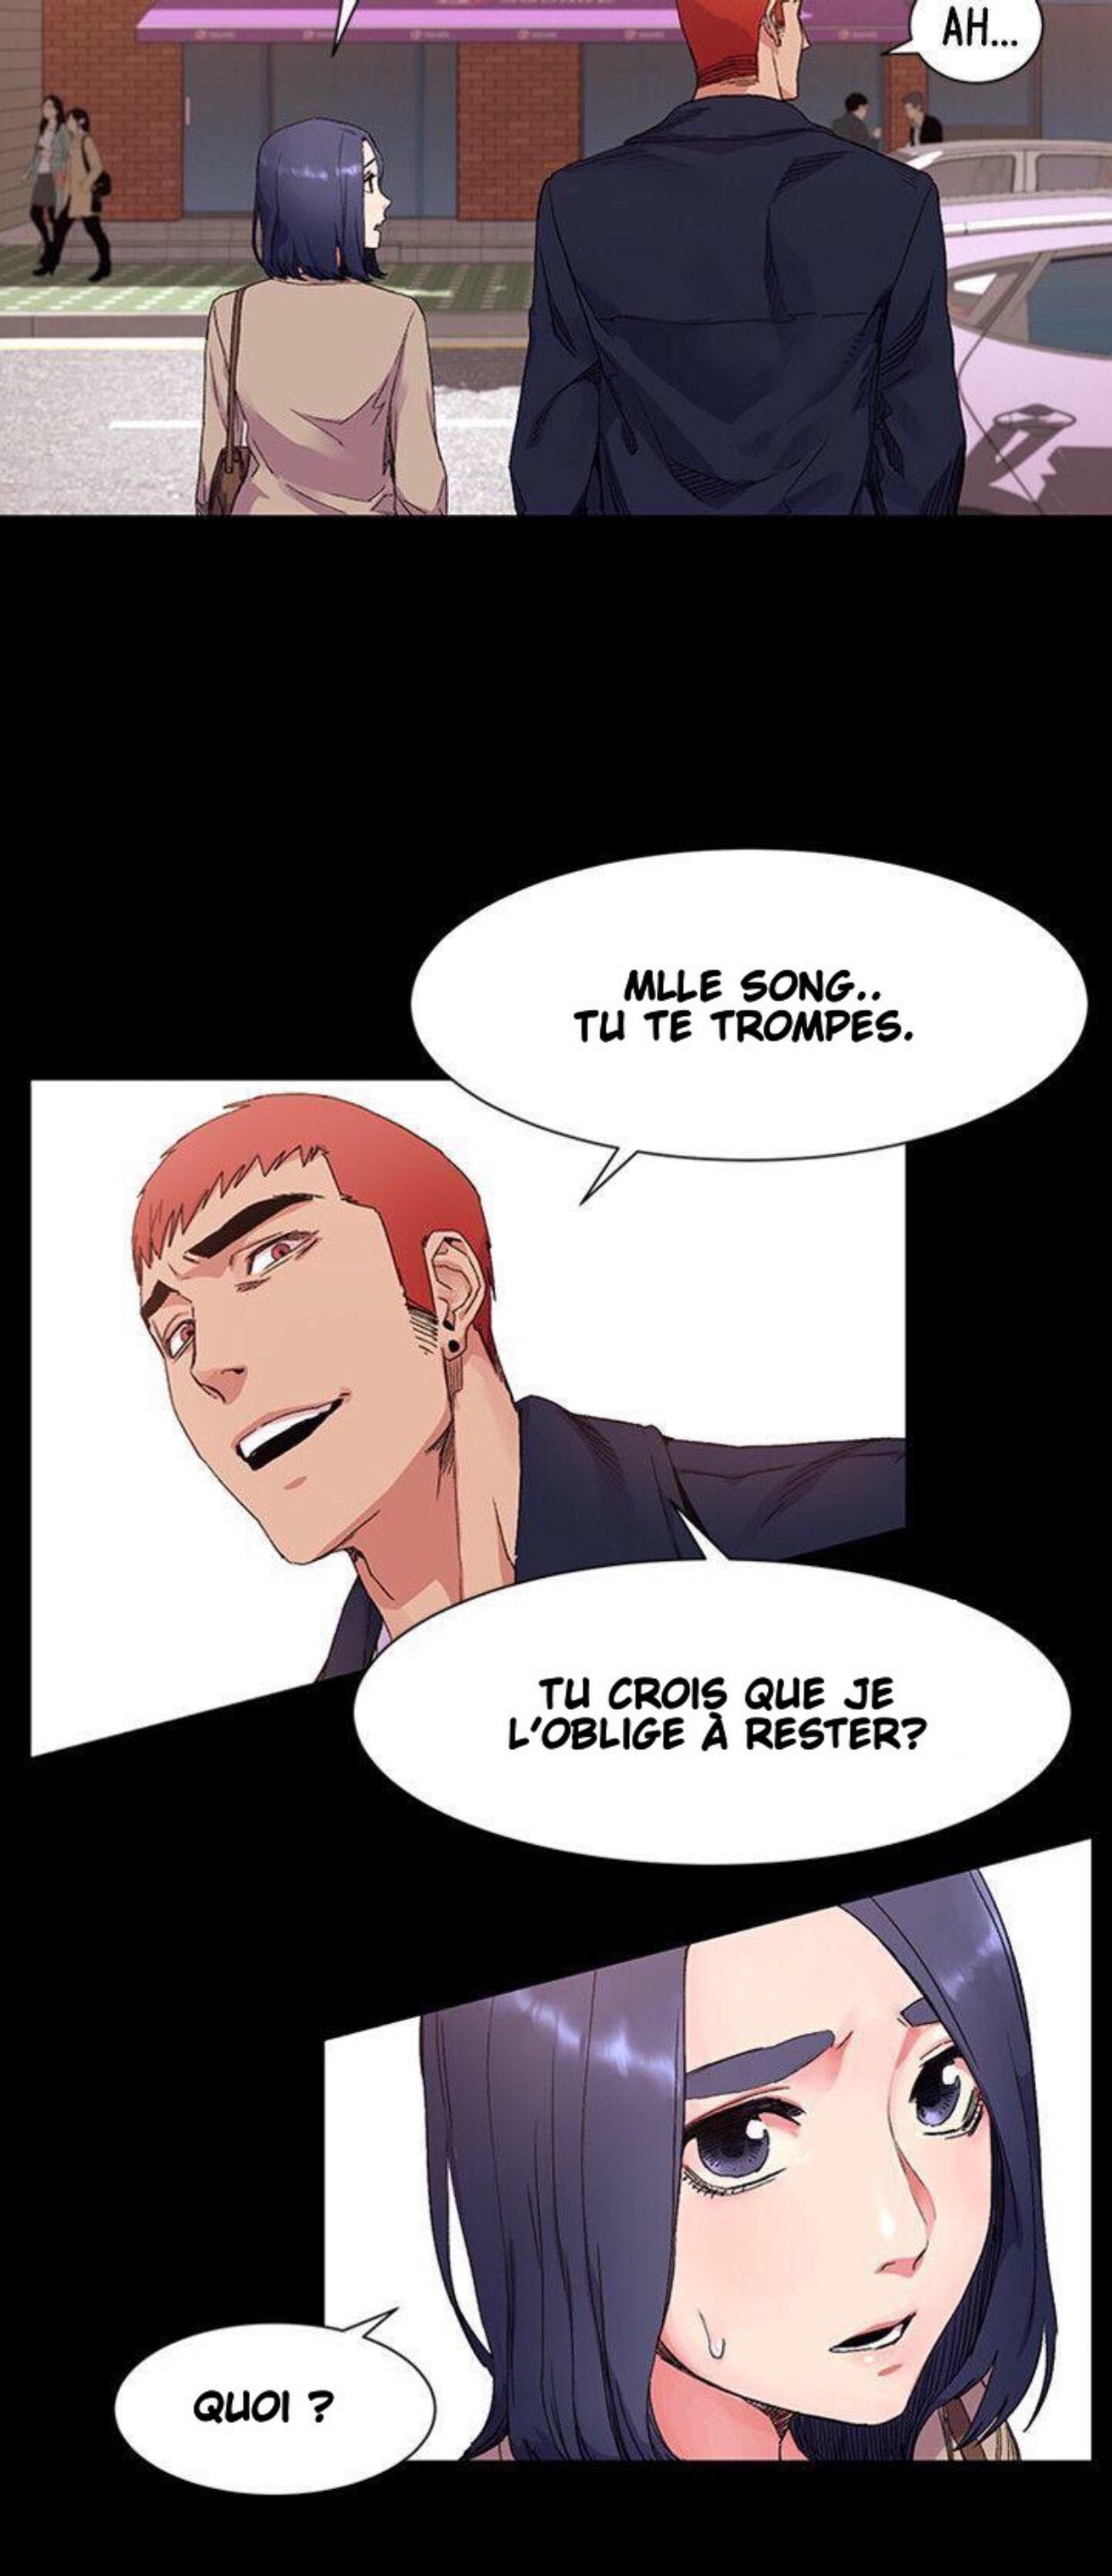 AH...
MLLE SONG..
TU TE TROMPES.
TU CROIS QUE JE
L'OBLIGE À RESTER?
QUOI ?